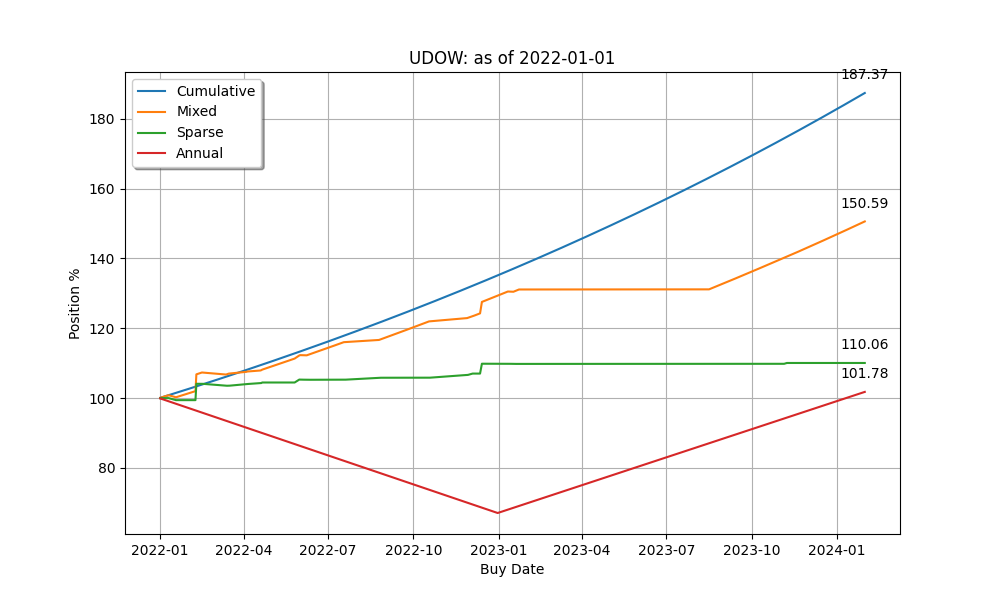 UDOW: as of 2022-01-01
187.37
Cumulative
Mixed
Sparse
Annual
180
160
150.59
140
120
110.06
101.78
100
80
Position %
2022-01 2022-04 2022-07 2022-10 2023-01 2023-04 2023-07 2023-10 2024-01
Buy Date